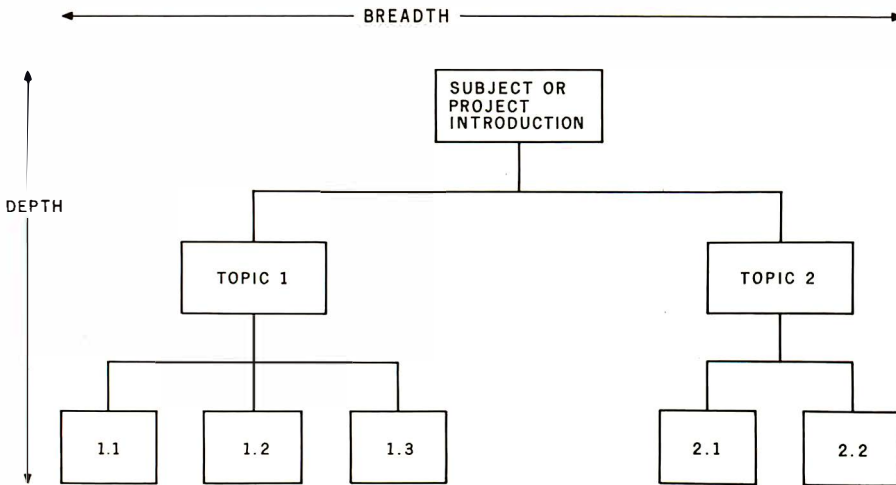 BREADTH
SUBJECT OR
PROJECT
INTRODUCTION
DEPTH
TOPIC 1
TOPIC 2
1.1
1.2
1.3
2.1
2.2